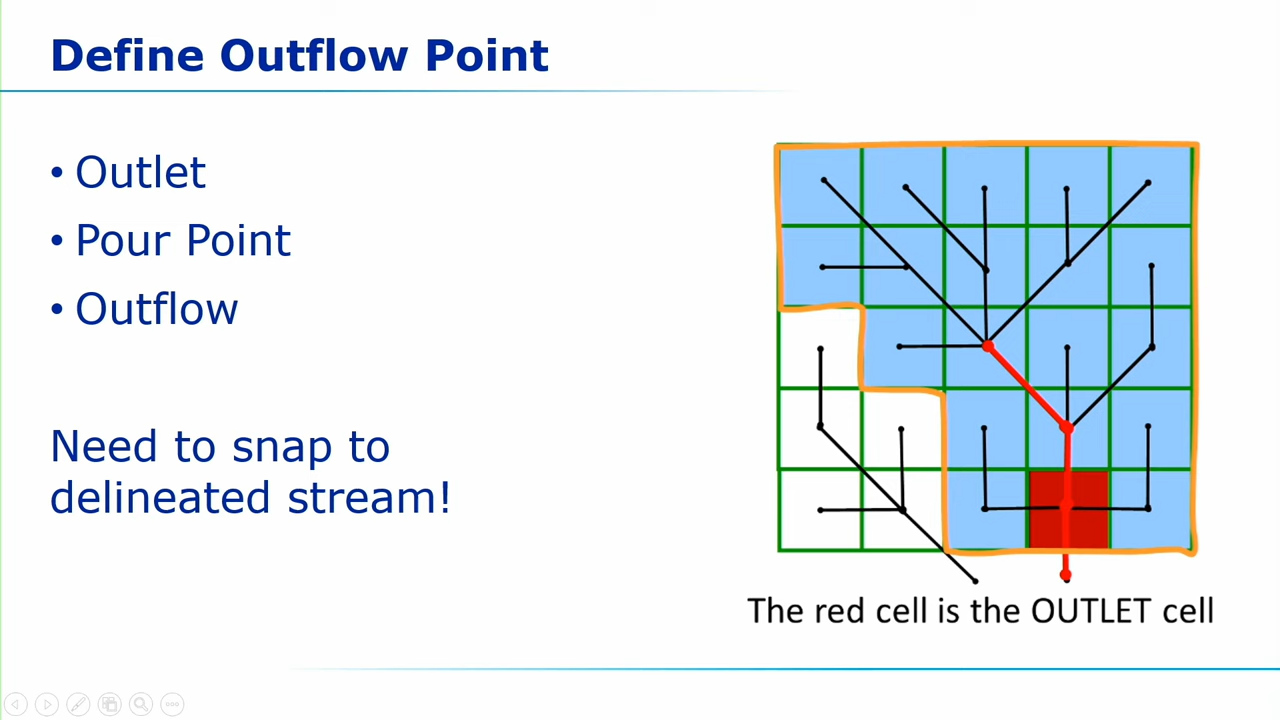 Define Outflow Point
• Outlet
• Pour Point
• Outflow
Need to snap to
delineated stream!
The red cell is the OUTLET cell